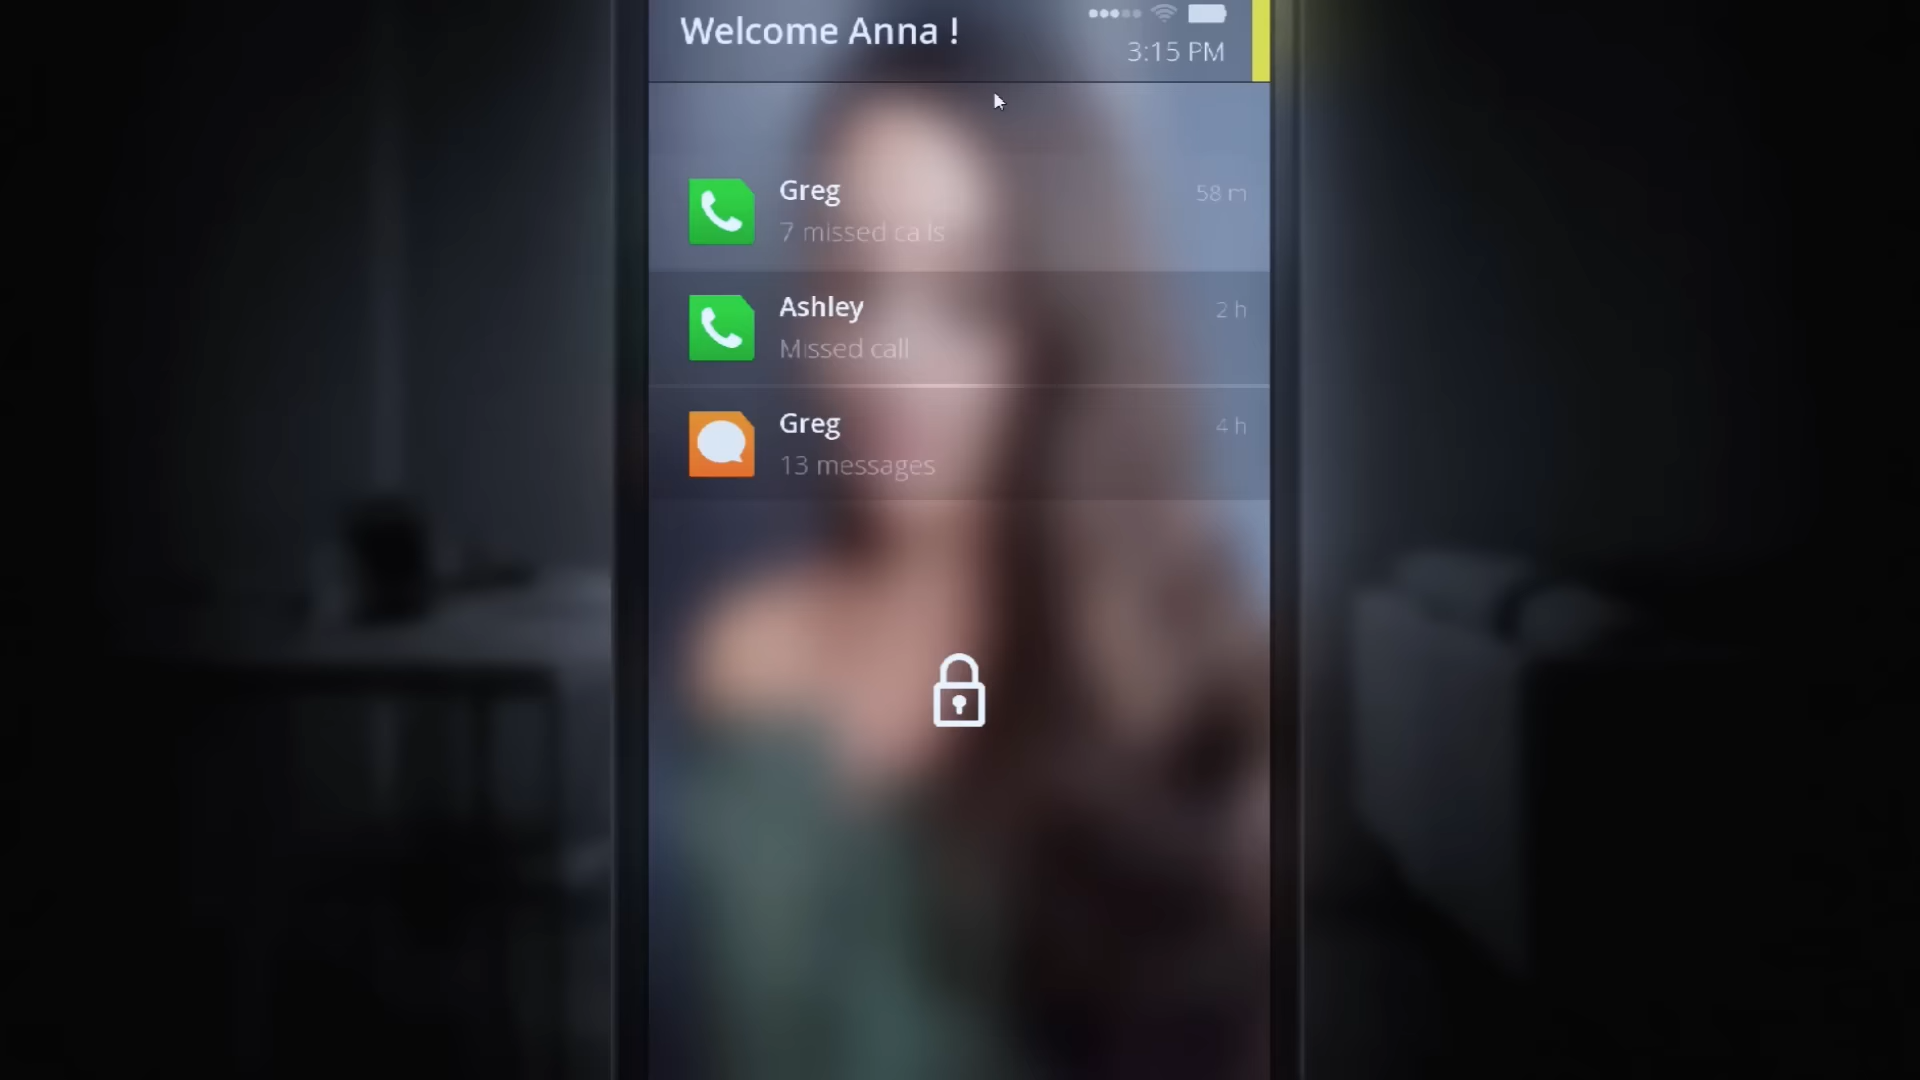 Welcome Anna !
3:15 PM
Greg
58 m
7 missed calls
Ashley
2 h
Missed call
Greg
4 h
13 messages